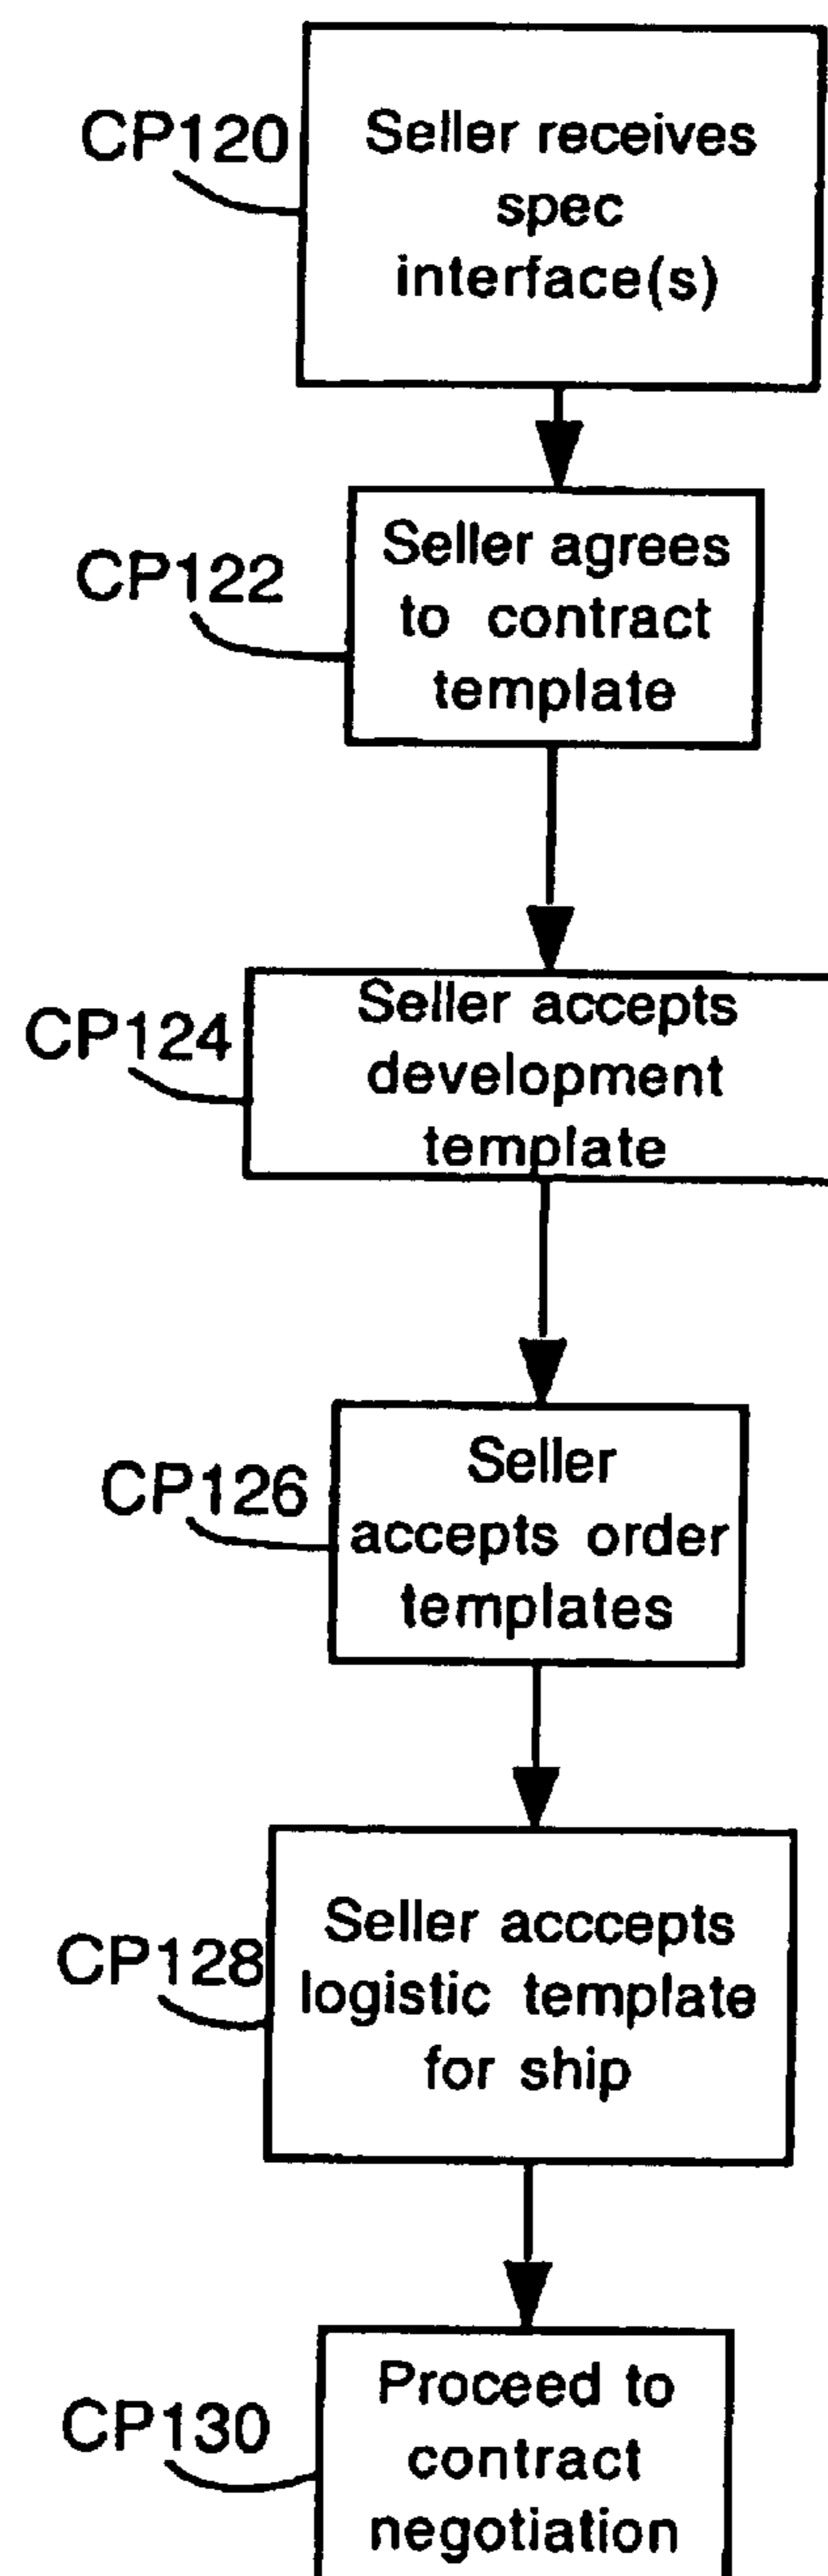 CP120
Seller receives
spec
interface(s)
CP122
Seller agrees
to contract
template
CP124
Seller accepts
development
template
CP126
Seller
accepts order
templates
CP128
Seller acccepts
logistic template
for ship
CP130
Proceed to
contract
negotiation